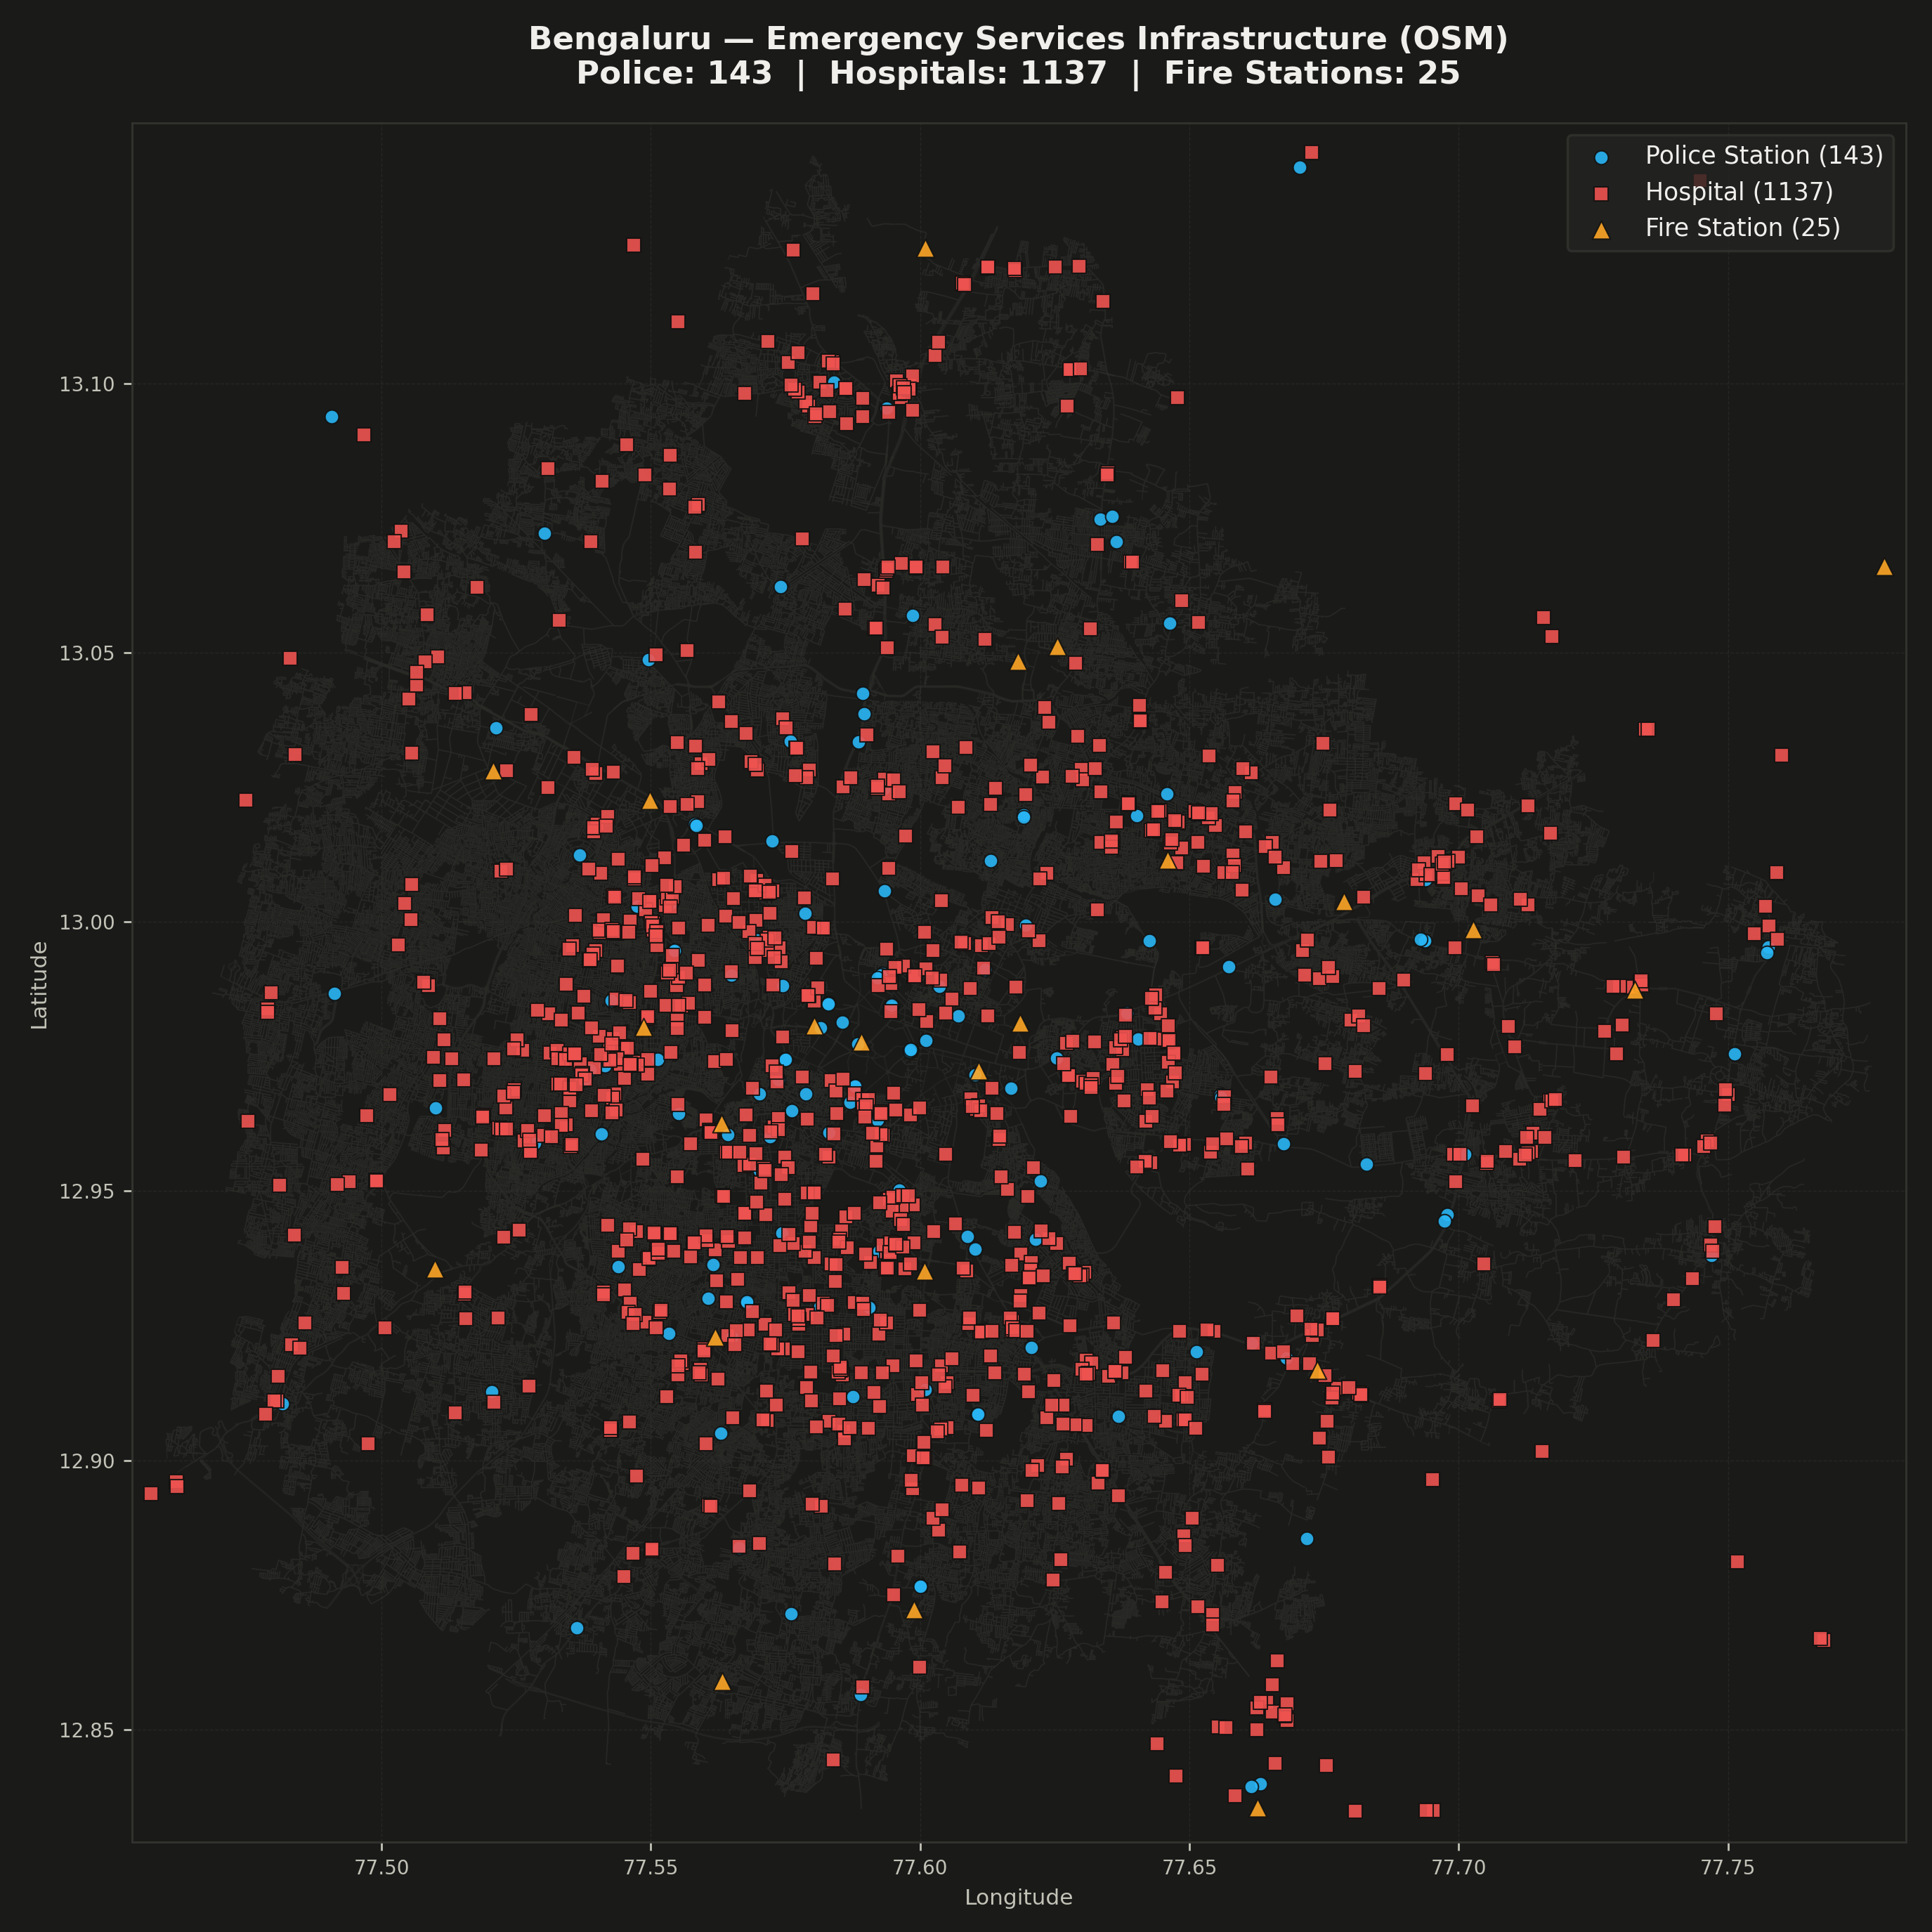 Bengaluru — Emergency Services Infrastructure (OSM)
Police: 143  |  Hospitals: 1137  |  Fire Stations: 25
Police Station (143)
Hospital (1137)
Fire Station (25)
13.10
13.05
13.00
12.95
12.90
12.85
Latitude
77.50
77.55
77.60
77.65
77.70
77.75
Longitude